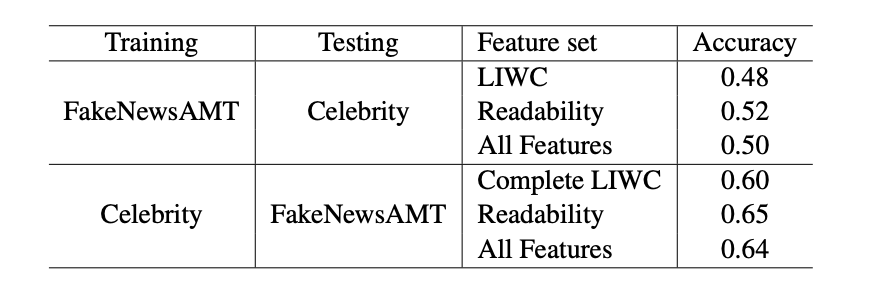 Training Testing Feature set Accuracy
LIWC 0.48
FakeNewsAMT Celebrity Readability 0.52
All Features 0.50
Complete LIWC 0.60
Celebrity FakeNewsAMT Readability 0.65
All Features 0.64